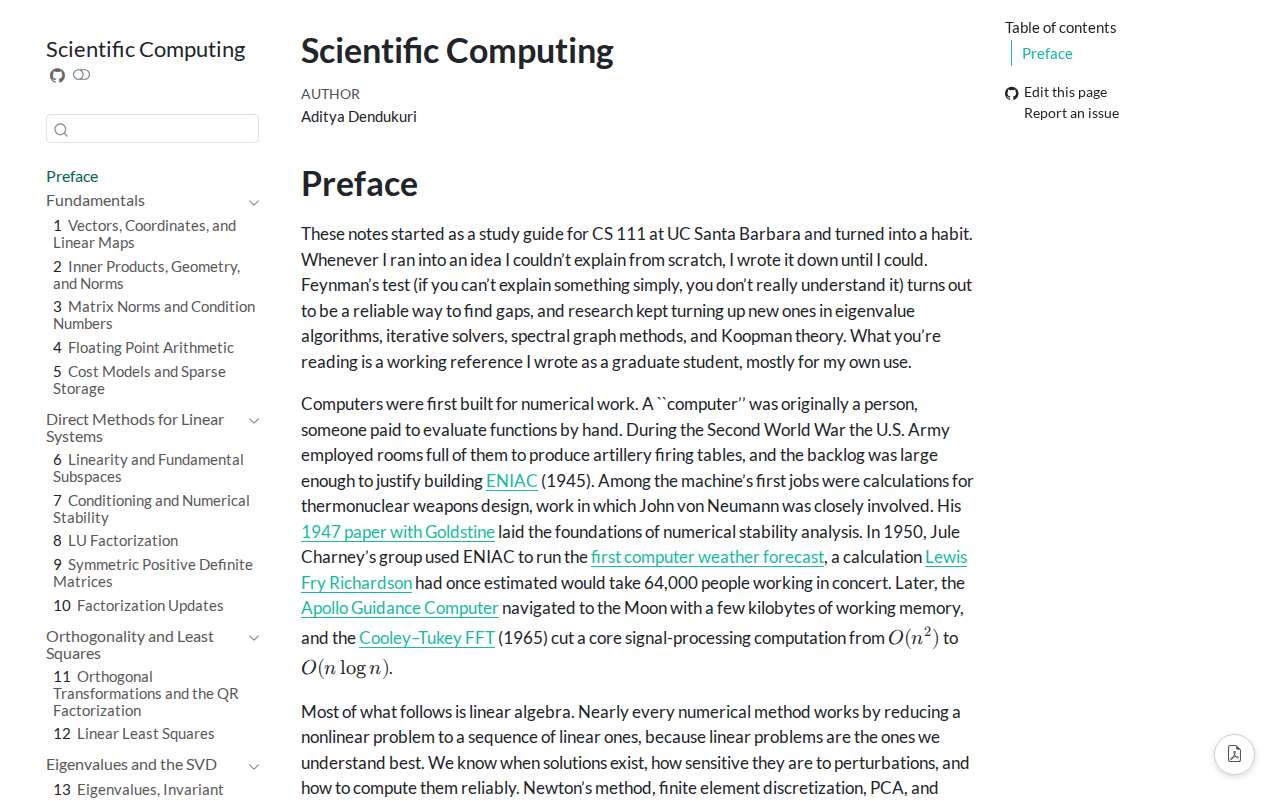 Scientific Computing
Preface
Fundamentals
1 Vectors, Coordinates, and
Linear Maps
2 Inner Products, Geometry,
and Norms
3 Matrix Norms and Condition
Numbers
4 Floating Point Arithmetic
5 Cost Models and Sparse
Storage
Direct Methods for Linear
Systems
6 Linearity and Fundamental
Subspaces
7 Conditioning and Numerical
Stability
8 LU Factorization
9 Symmetric Positive Definite
Matrices
10 Factorization Updates
Orthogonality and Least
Squares
11 Orthogonal
Transformations and the QR
Factorization
12 Linear Least Squares
Eigenvalues and the SVD
13 Eigenvalues, Invariant
Scientific Computing
AUTHOR
Aditya Dendukuri
Preface
These notes started as a study guide for CS 111 at UC Santa Barbara and turned into a habit.
Whenever I ran into an idea I couldn’t explain from scratch, I wrote it down until I could.
Feynman’s test (if you can’t explain something simply, you don’t really understand it) turns out
to be a reliable way to find gaps, and research kept turning up new ones in eigenvalue
algorithms, iterative solvers, spectral graph methods, and Koopman theory. What you’re
reading is a working reference I wrote as a graduate student, mostly for my own use.
Computers were first built for numerical work. A ``computer’’ was originally a person,
someone paid to evaluate functions by hand. During the Second World War the U.S. Army
employed rooms full of them to produce artillery firing tables, and the backlog was large
enough to justify building ENIAC (1945). Among the machine’s first jobs were calculations for
thermonuclear weapons design, work in which John von Neumann was closely involved. His
1947 paper with Goldstine laid the foundations of numerical stability analysis. In 1950, Jule
Charney’s group used ENIAC to run the first computer weather forecast, a calculation Lewis
Fry Richardson had once estimated would take 64,000 people working in concert. Later, the
Apollo Guidance Computer navigated to the Moon with a few kilobytes of working memory,
and the Cooley–Tukey FFT (1965) cut a core signal-processing computation from O(n²) to
O(n log n).
Most of what follows is linear algebra. Nearly every numerical method works by reducing a
nonlinear problem to a sequence of linear ones, because linear problems are the ones we
understand best. We know when solutions exist, how sensitive they are to perturbations, and
how to compute them reliably. Newton’s method, finite element discretization, PCA, and
Table of contents
Preface
Edit this page
Report an issue